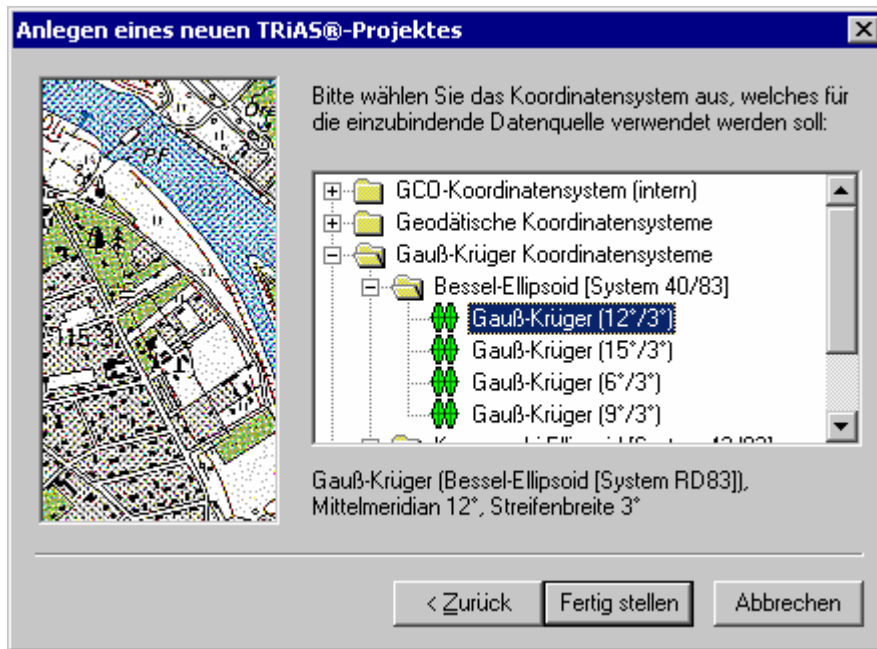 Anlegen eines neuen TRiAS®-Projektes
Bitte wählen Sie das Koordinatensystem aus, welches für
die einzubindende Datenquelle verwendet werden soll:
GCO-Koordinatensystem (intern)
Geodätische Koordinatensysteme
Gauß-Krüger Koordinatensysteme
Bessel-Ellipsoid [System 40/83]
Gauß-Krüger (12°/3°)
Gauß-Krüger (15°/3°)
Gauß-Krüger (6°/3°)
Gauß-Krüger (9°/3°)
Gauß-Krüger (Bessel-Ellipsoid [System RD83]),
Mittelmeridian 12°, Streifenbreite 3°
PF
115.3
< Zurück
Fertig stellen
Abbrechen